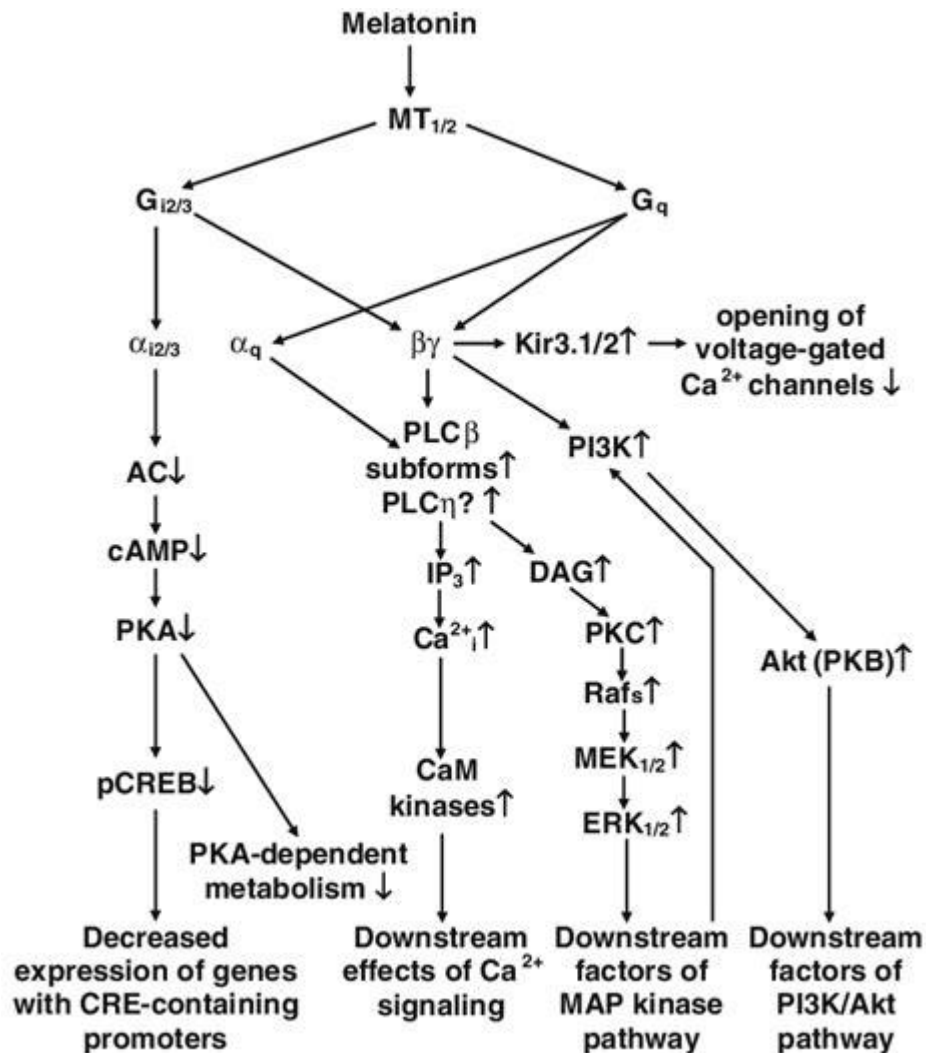 Melatonin
MT1/2
Gi2/3
Gq
αi2/3
αq
βγ
Kir3.1/2↑
opening of
voltage-gated
Ca2+ channels ↓
PLCβ
subforms↑
PLCη? ↑
PI3K↑
AC↓
cAMP↓
IP3↑
DAG↑
PKA↓
Ca2+i↑
PKC↑
Akt (PKB)↑
Rafs↑
MEK1/2↑
pCREB↓
CaM
kinases↑
ERK1/2↑
PKA-dependent
metabolism ↓
Decreased
expression of genes
with CRE-containing
promoters
Downstream
effects of Ca2+
signaling
Downstream
factors of
MAP kinase
pathway
Downstream
factors of
PI3K/Akt
pathway